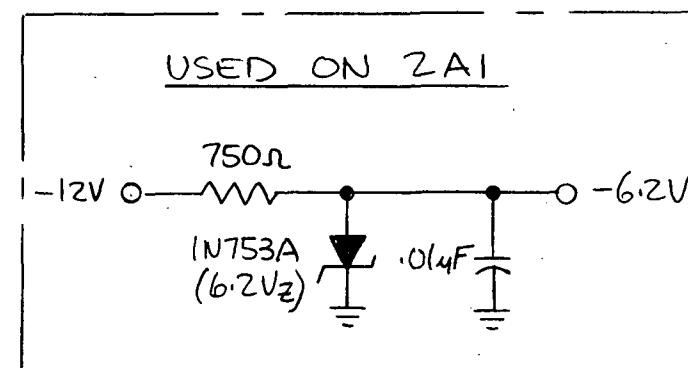 USED ON 2A1
750Ω
-12V
-6.2V
1N753A
(6.2Vz)
.01µF